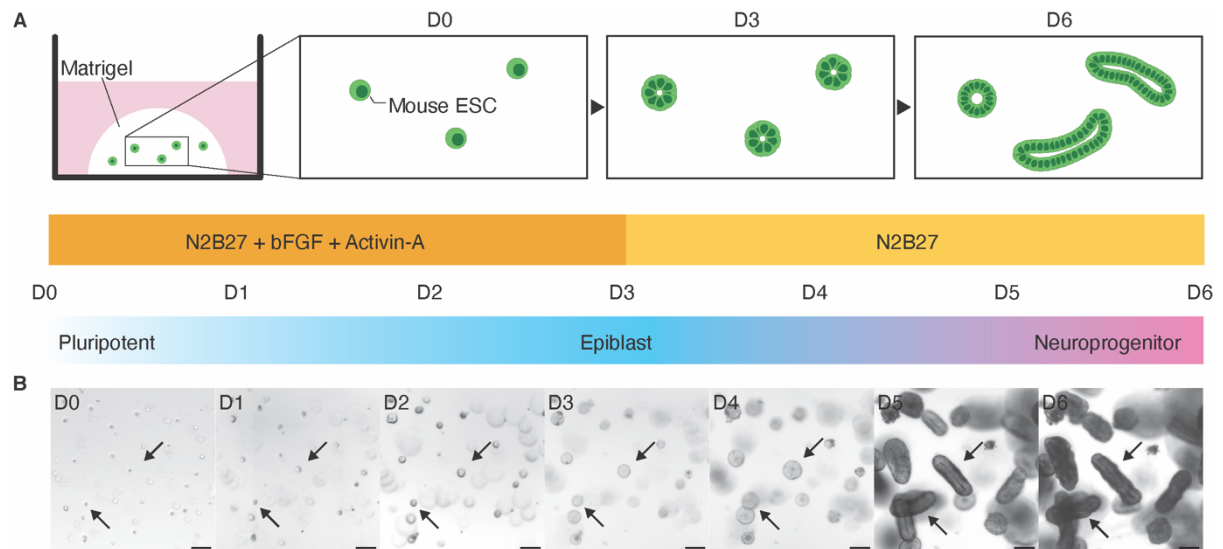 A
D0
D3
D6
Matrigel
Mouse ESC
N2B27 + bFGF + Activin-A
N2B27
D0
D1
D2
D3
D4
D5
D6
Pluripotent
Epiblast
Neuroprogenitor
B
D0
D1
D2
D3
D4
D5
D6